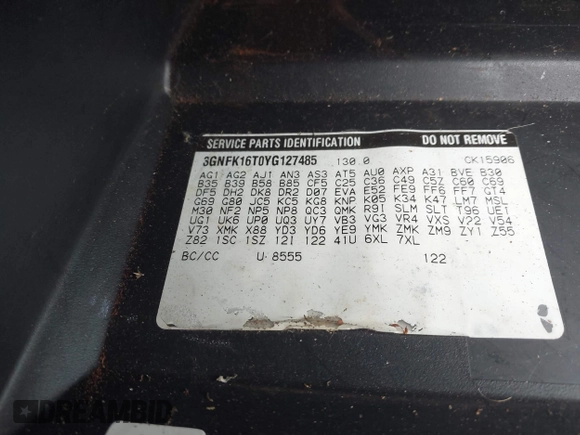 SERVICE PARTS IDENTIFICATION DO NOT REMOVE
3GNFK16T0YG127485 130.0 CK15906
AG1 AG2 AJ1 AN3 AS3 AT5 AU0 AXP A31 BVE B30
B35 B39 B58 B85 CF5 C25 C36 C49 C57 C60 C69
DF5 DH2 DK8 DR2 D07 EVA E52 FE9 FF6 FF7 GT4
G69 G80 JC5 KC5 KG8 KNP K05 K34 K47 LM7 MSL
M30 NF2 NP5 NP8 QC3 QMK R9I SLM SLT T96 UE1
UG1 UK6 UP0 UQ3 UY7 VB3 VG3 VR4 VXS V22 V54
V73 XMK X88 YD3 YD6 YE9 YMK ZMK ZM9 ZY1 Z55
Z82 1SC 1SZ 12I 122 41U 6XL 7XL
BC/CC U 8555 122
DREAMBID